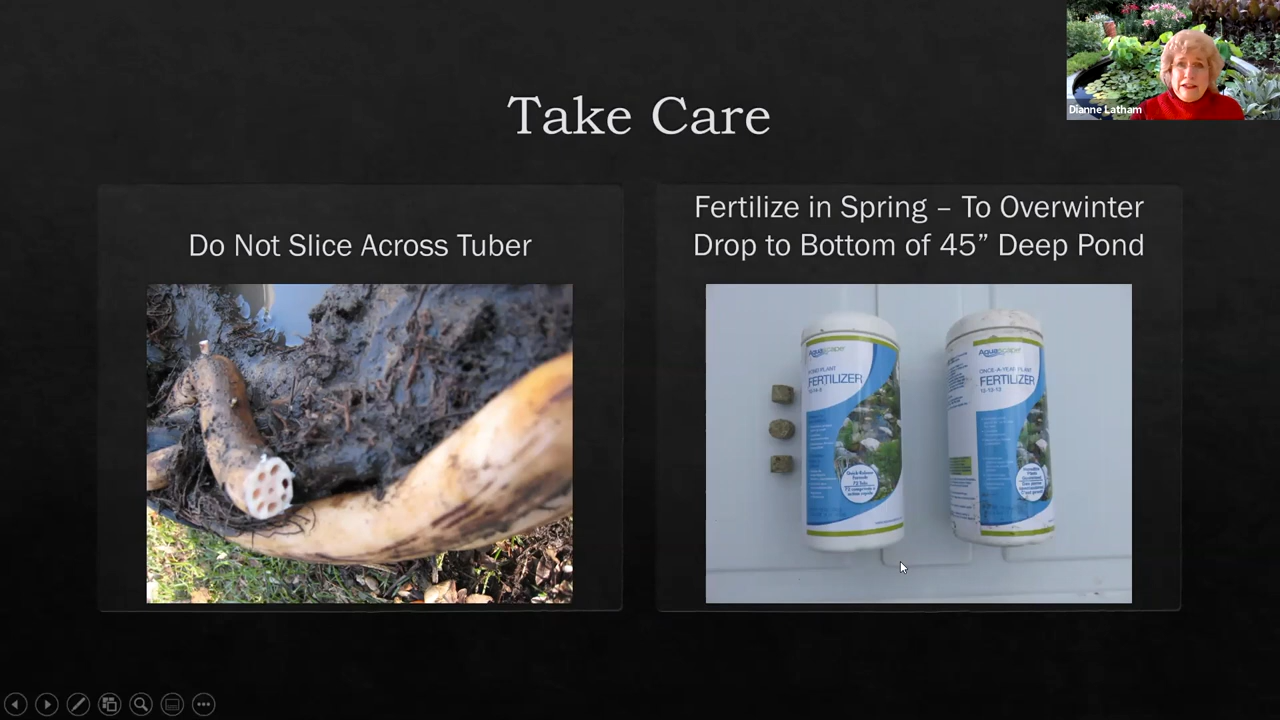 Dianne Latham
Take Care
Do Not Slice Across Tuber
Fertilize in Spring – To Overwinter
Drop to Bottom of 45” Deep Pond
Aquascape
POND PLANT
FERTILIZER
Aquascape
ONCE-A-YEAR PLANT
FERTILIZER